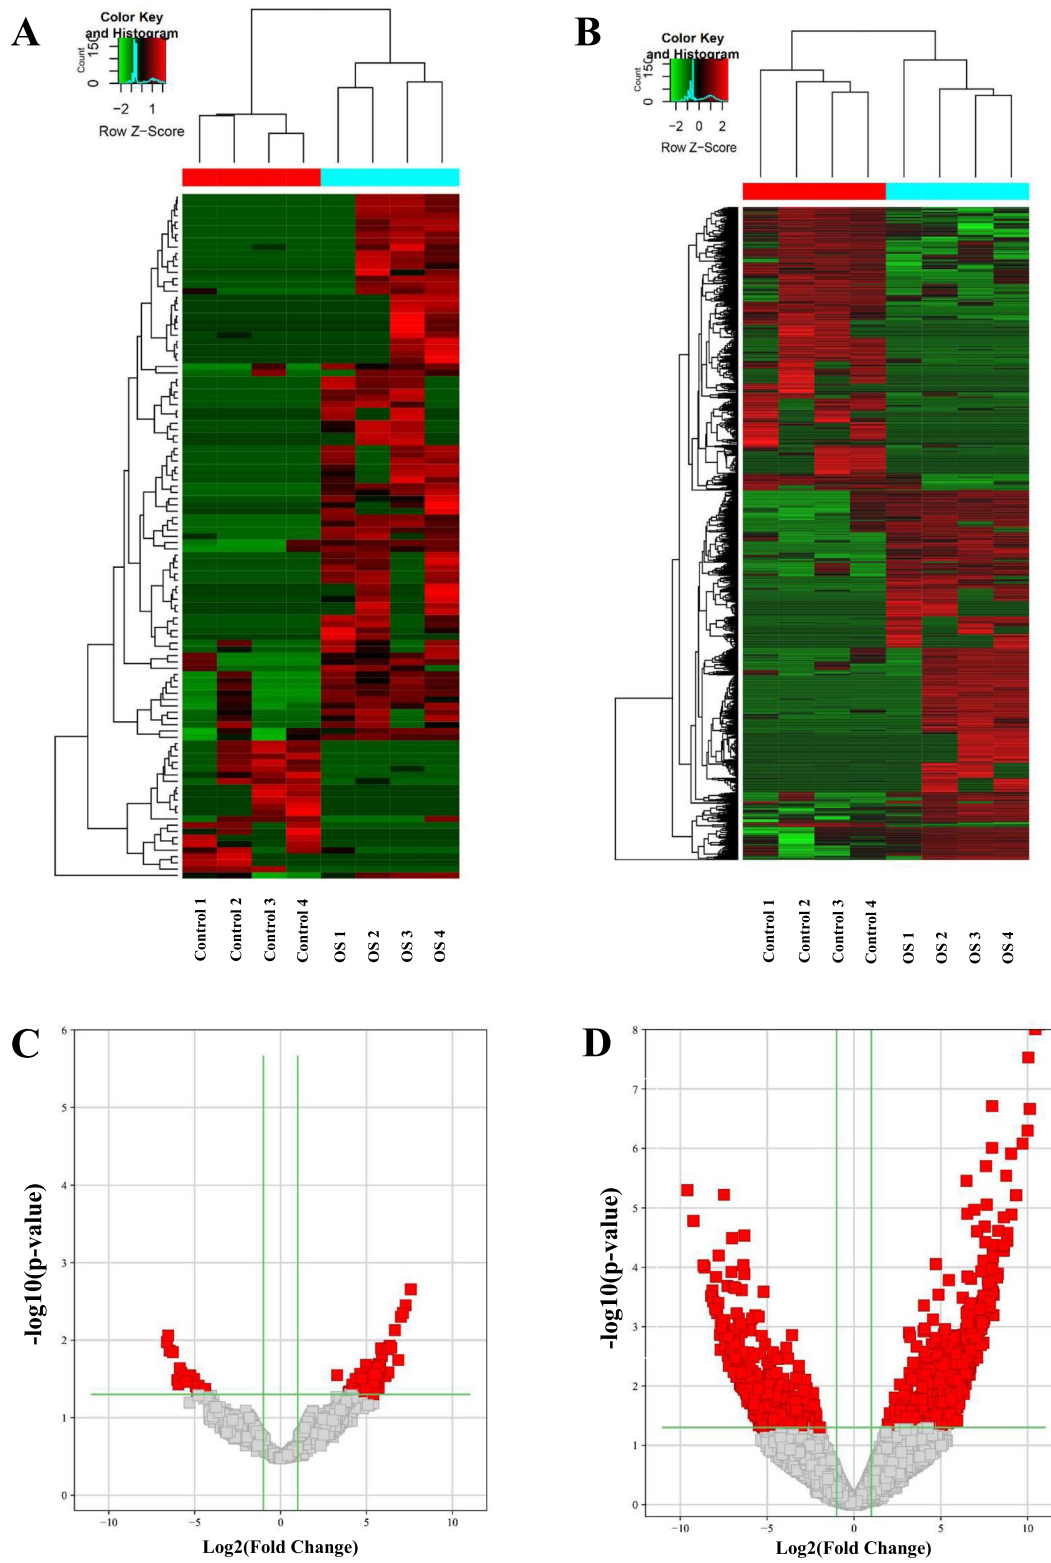 A
Color Key
and Histogram
Count
0
150
−2
1
Row Z−Score
Control 1
Control 2
Control 3
Control 4
OS 1
OS 2
OS 3
OS 4
B
Color Key
and Histogram
Count
0
150
−2
0
2
Row Z−Score
Control 1
Control 2
Control 3
Control 4
OS 1
OS 2
OS 3
OS 4
C
6
5
4
3
2
1
0
-log10(p-value)
−10
−5
0
5
10
Log2(Fold Change)
D
8
7
6
5
4
3
2
1
0
-log10(p-value)
−10
−5
0
5
10
Log2(Fold Change)